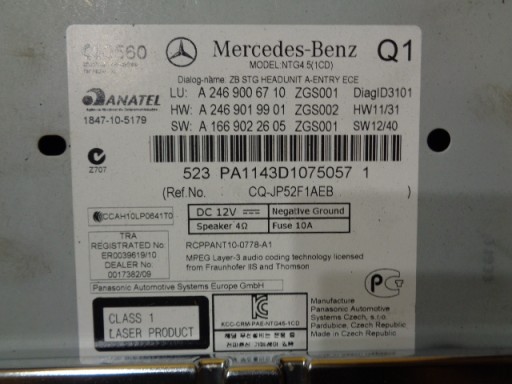 Mercedes-Benz Q1
MODEL:NTG4.5(1CD)
Dialog-name: ZB STG HEADUNIT A-ENTRY ECE
ANATEL
1847-10-5179
LU: A 246 900 67 10 ZGS001 DiagID3101
HW: A 246 901 99 01 ZGS002 HW11/31
SW: A 166 902 26 05 ZGS001 SW12/40
Z707
523 PA1143D1075057 1
(Ref.No. CQ-JP52F1AEB )
CCAH10LP0641T0
DC 12V Negative Ground
Speaker 4Ω Fuse 10A
TRA
REGISTERED No:
ER0039619/10
DEALER No:
0017382/09
RCPPANT10-0778-A1
MPEG Layer-3 audio coding technology licensed
from Fraunhofer IIS and Thomson
Panasonic Automotive Systems Europe GmbH
CLASS 1
LASER PRODUCT
KCC-CRM-PAE-NTG45-1CD
Manufacture
Panasonic Automotive
Systems Czech, s.r.o.
Pardubice, Czech Republic
Made in Czech Republic